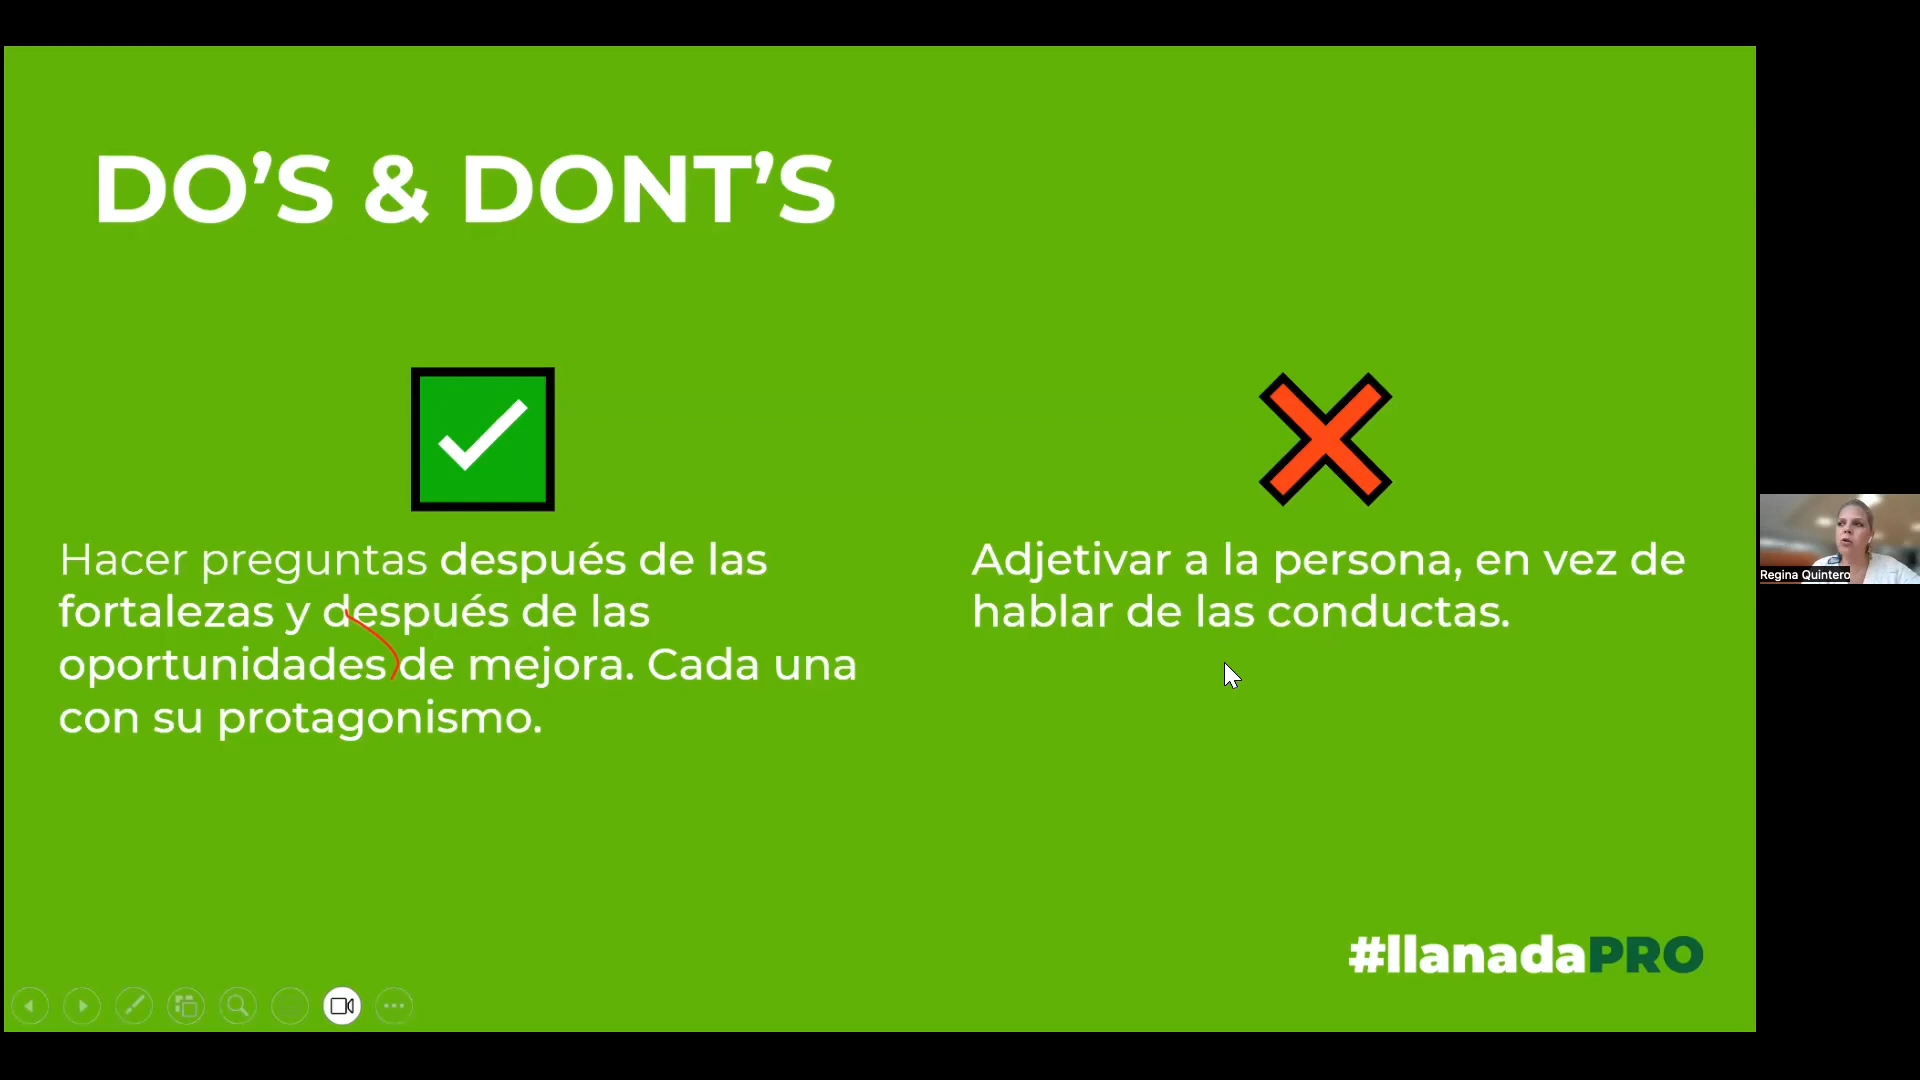 DO’S & DONT’S
Hacer preguntas después de las
fortalezas y después de las
oportunidades de mejora. Cada una
con su protagonismo.
Adjetivar a la persona, en vez de
hablar de las conductas.
Regina Quintero
#llanadaPRO